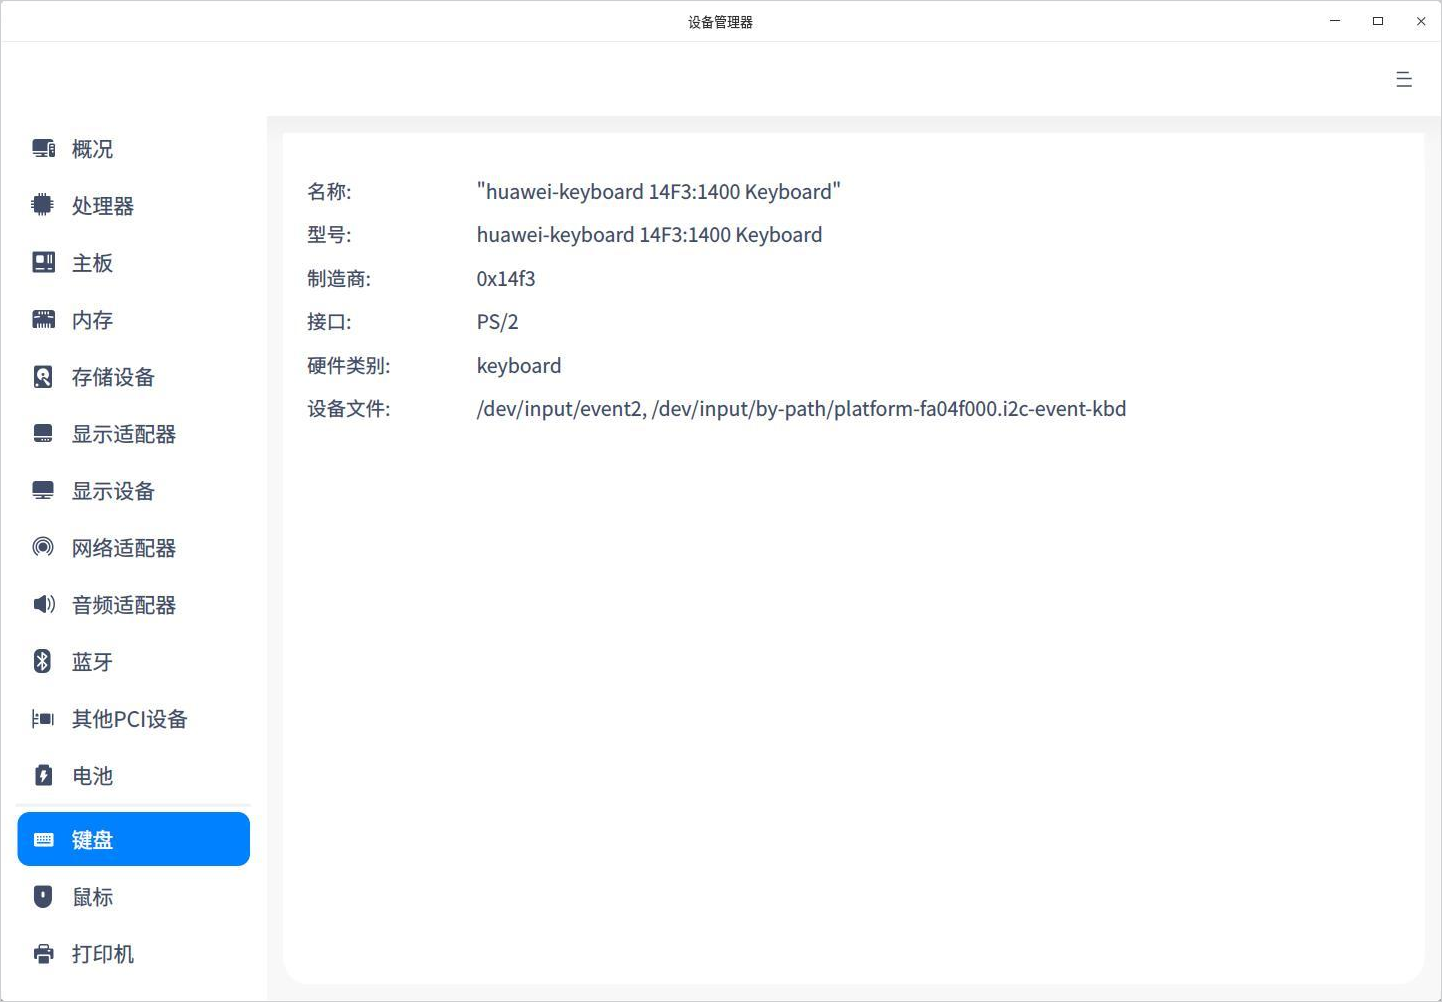 设备管理器
概况
处理器
主板
内存
存储设备
显示适配器
显示设备
网络适配器
音频适配器
蓝牙
其他PCI设备
电池
键盘
鼠标
打印机
名称: "huawei-keyboard 14F3:1400 Keyboard"
型号: huawei-keyboard 14F3:1400 Keyboard
制造商: 0x14f3
接口: PS/2
硬件类别: keyboard
设备文件: /dev/input/event2, /dev/input/by-path/platform-fa04f000.i2c-event-kbd